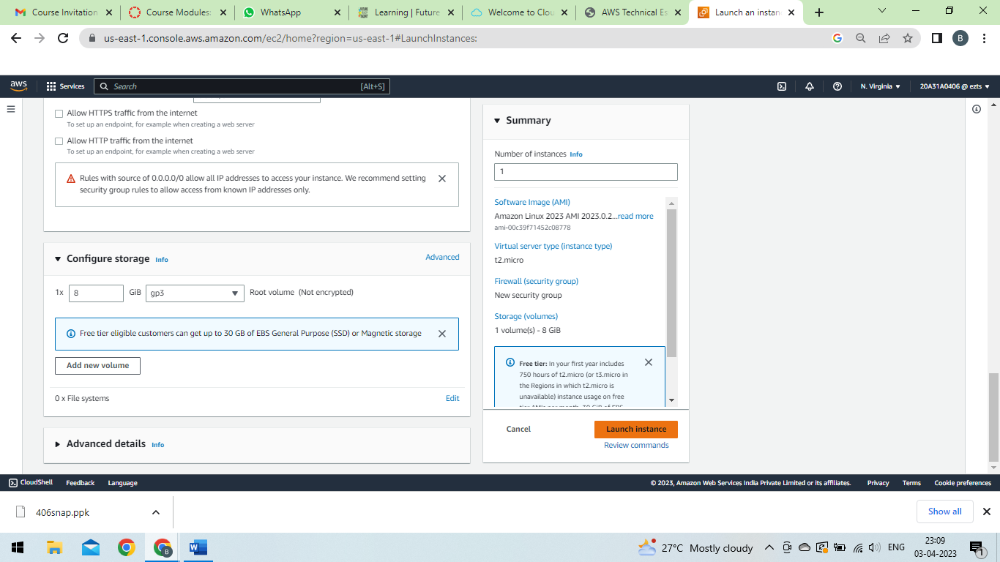 Course Invitation
Course Modules:
WhatsApp
Learning | Future
Welcome to Clou
AWS Technical Es
Launch an instan
us-east-1.console.aws.amazon.com/ec2/home?region=us-east-1#LaunchInstances:
B
aws
Services
Search
[Alt+S]
N. Virginia
20A31A0406 @ ezts
Allow HTTPS traffic from the internet
To set up an endpoint, for example when creating a web server
Allow HTTP traffic from the internet
To set up an endpoint, for example when creating a web server
Rules with source of 0.0.0.0/0 allow all IP addresses to access your instance. We recommend setting
security group rules to allow access from known IP addresses only.
Configure storage Info
Advanced
1x 8 GiB gp3 Root volume (Not encrypted)
Free tier eligible customers can get up to 30 GB of EBS General Purpose (SSD) or Magnetic storage
Add new volume
0 x File systems
Edit
Advanced details Info
Summary
Number of instances Info
1
Software Image (AMI)
Amazon Linux 2023 AMI 2023.0.2...read more
ami-00c39f71452c08778
Virtual server type (instance type)
t2.micro
Firewall (security group)
New security group
Storage (volumes)
1 volume(s) - 8 GiB
Free tier: In your first year includes
750 hours of t2.micro (or t3.micro in
the Regions in which t2.micro is
unavailable) instance usage on free
tier AMIs per month, 30 GiB of EBS
Cancel
Launch instance
Review commands
CloudShell
Feedback
Language
© 2023, Amazon Web Services India Private Limited or its affiliates.
Privacy
Terms
Cookie preferences
406snap.ppk
Show all
B
W
27°C Mostly cloudy
ENG
23:09
03-04-2023
1